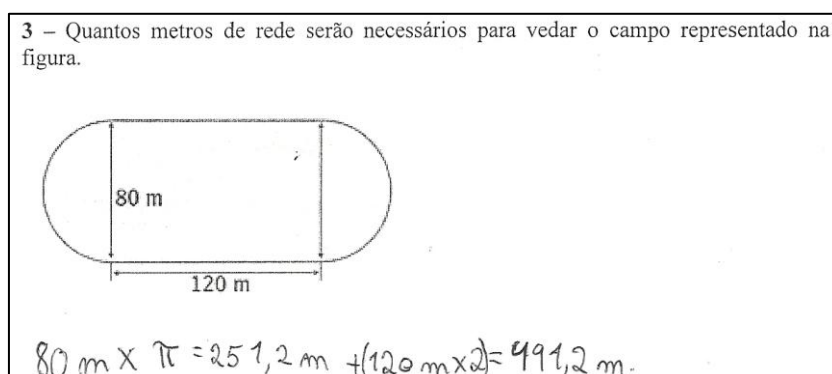 3 – Quantos metros de rede serão necessários para vedar o campo representado na
figura.
80 m
120 m
80 m × π = 251,2 m +(120 m×2)= 491,2 m.